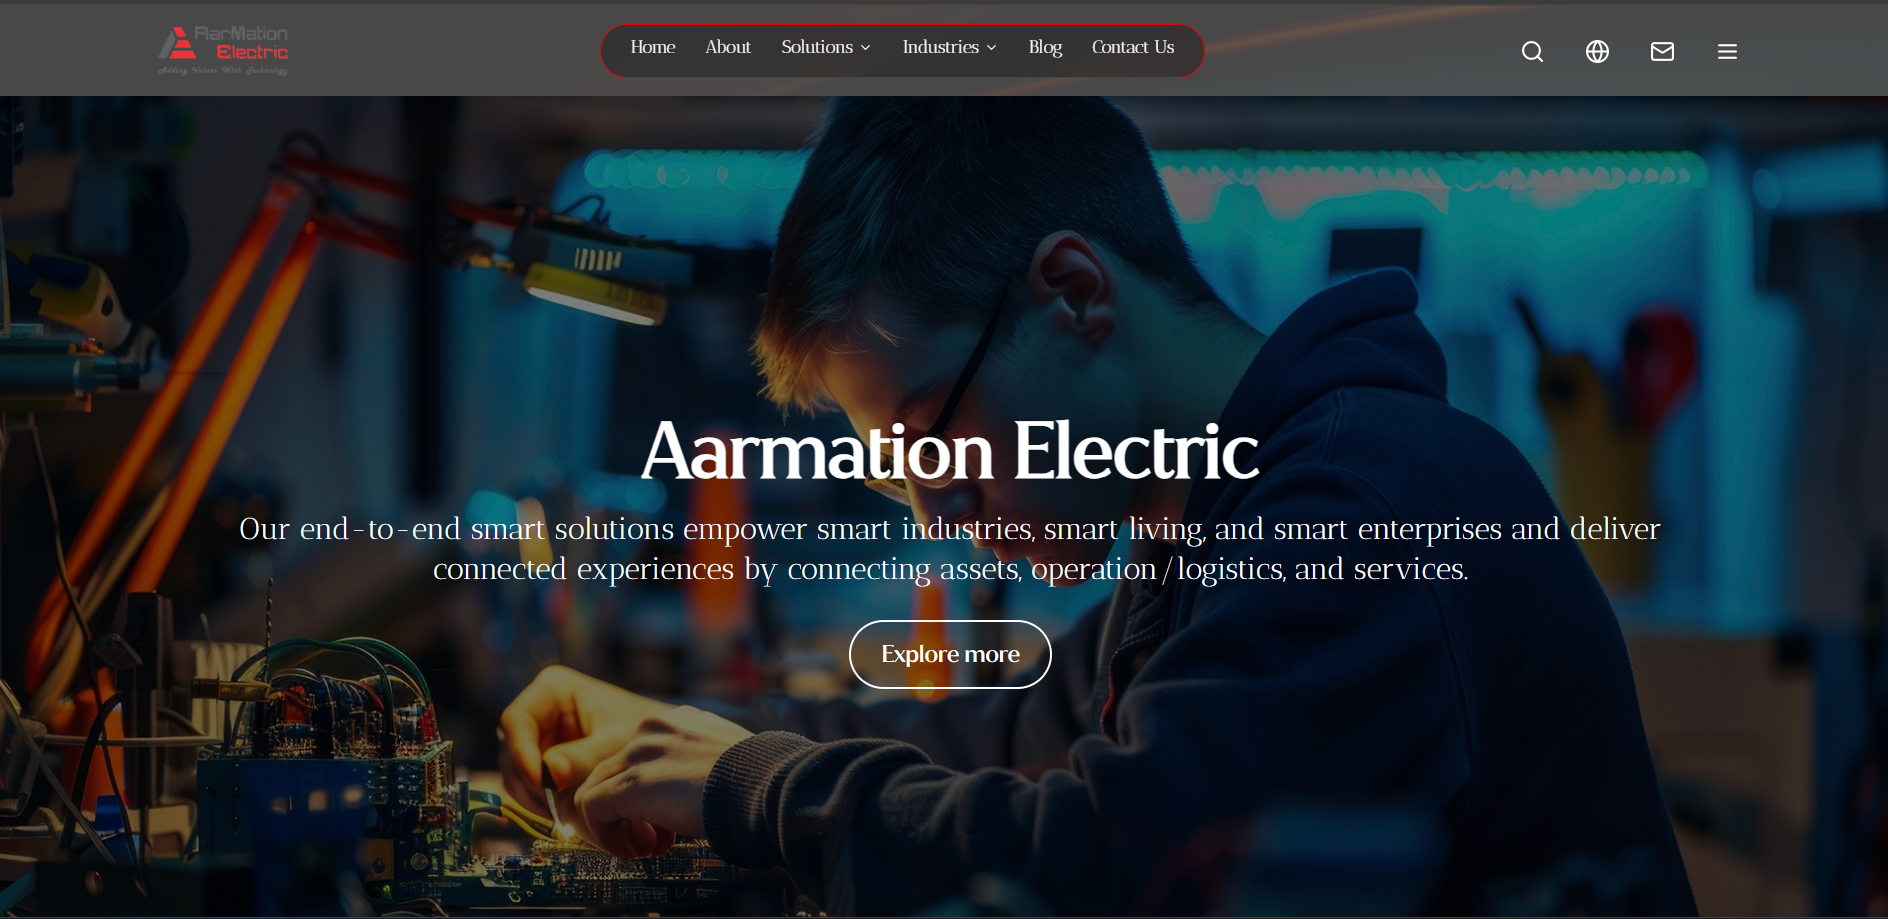 AarMation
Electric
Adding Values With Technology
Home About Solutions Industries Blog Contact Us
Aarmation Electric
Our end-to-end smart solutions empower smart industries, smart living, and smart enterprises and deliver
connected experiences by connecting assets, operation/logistics, and services.
Explore more